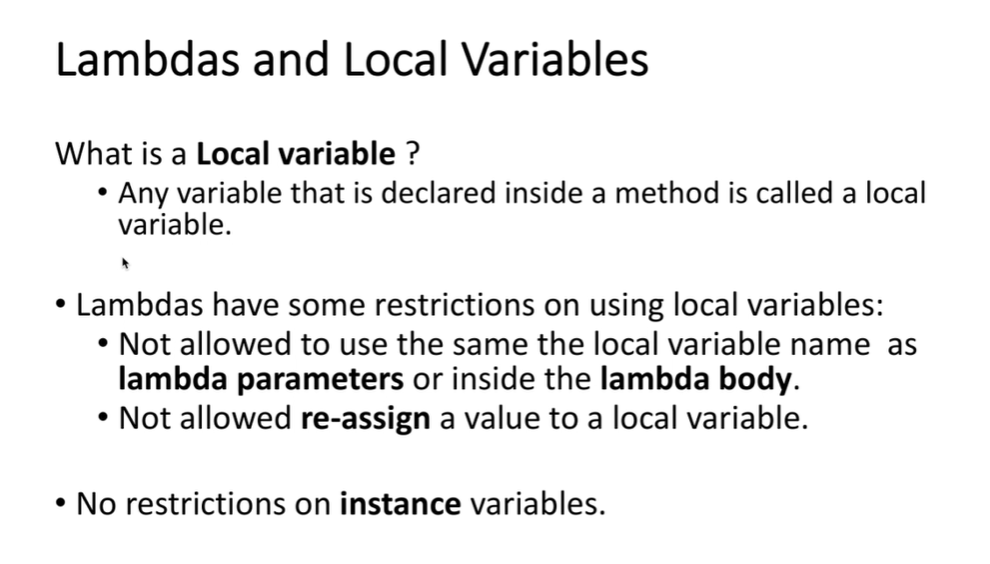 Lambdas and Local Variables
What is a Local variable ?
• Any variable that is declared inside a method is called a local
variable.
• Lambdas have some restrictions on using local variables:
• Not allowed to use the same the local variable name  as
lambda parameters or inside the lambda body.
• Not allowed re-assign a value to a local variable.
• No restrictions on instance variables.